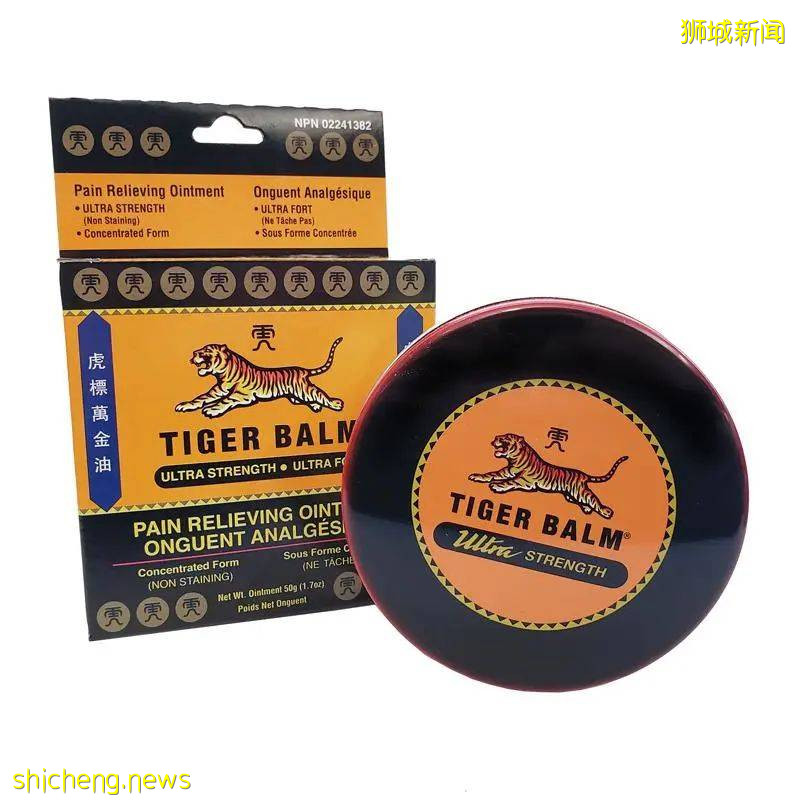 狮城新闻
NPN 02241382
Pain Relieving Ointment
• ULTRA STRENGTH
(Non Staining)
• Concentrated Form
Onguent Analgésique
• ULTRA FORT
(Ne Tâche Pas)
• Sous Forme Concentrée
虎標萬金油
TIGER BALM
ULTRA STRENGTH • ULTRA FO
PAIN RELIEVING OINT
ONGUENT ANALGÉS
Concentrated Form
(NON STAINING)
Sous Forme C
(NE TÂCHE
Net Wt. Ointment 50g (1.7oz)
Poids Net Onguent
TIGER BALM®
Ultra STRENGTH
shicheng.news